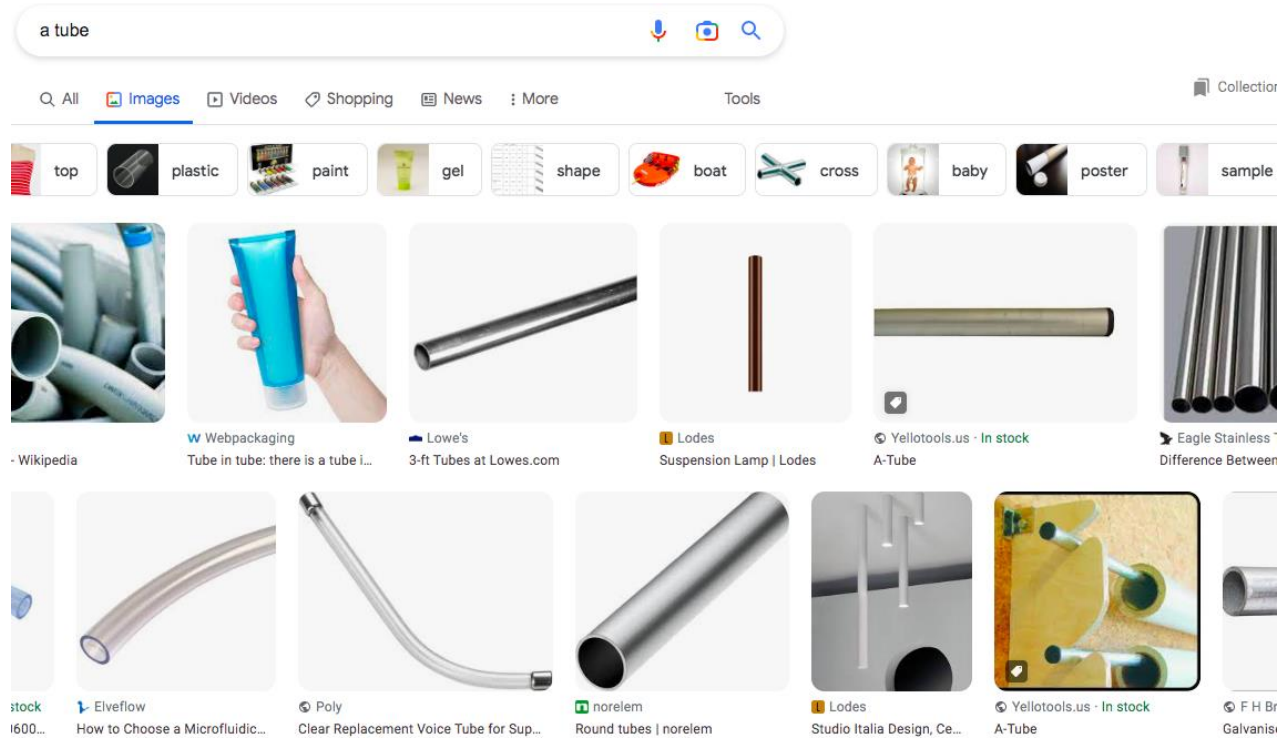 a tube
All Images Videos Shopping News More Tools Collection
top plastic paint gel shape boat cross baby poster sample
Webpackaging Lowe's Lodes Yellotools.us · In stock Eagle Stainless T
- Wikipedia Tube in tube: there is a tube i... 3-ft Tubes at Lowes.com Suspension Lamp | Lodes A-Tube Difference Between
stock Elveflow Poly norelem Lodes Yellotools.us · In stock F H Br
J600... How to Choose a Microfluidic... Clear Replacement Voice Tube for Sup... Round tubes | norelem Studio Italia Design, Ce... A-Tube Galvanise